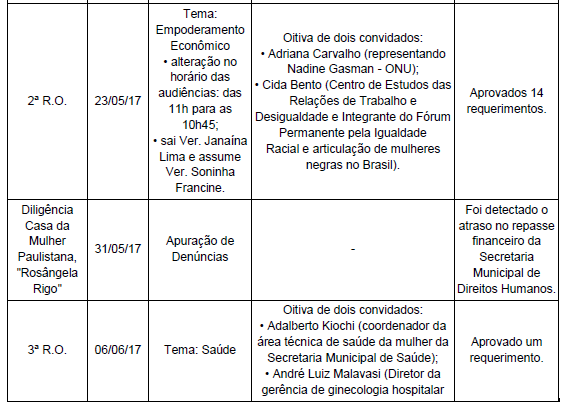 2ª R.O.
23/05/17
Tema:
Empoderamento
Econômico
• alteração no
horário das
audiências: das
11h para as
10h45;
• sai Ver. Janaína
Lima e assume
Ver. Soninha
Francine.
Oitiva de dois convidados:
• Adriana Carvalho (representando
Nadine Gasman - ONU);
• Cida Bento (Centro de Estudos das
Relações de Trabalho e
Desigualdade e Integrante do Fórum
Permanente pela Igualdade
Racial e articulação de mulheres
negras no Brasil).
Aprovados 14
requerimentos.
Diligência
Casa da
Mulher
Paulistana,
"Rosângela
Rigo"
31/05/17
Apuração de
Denúncias
-
Foi detectado o
atraso no repasse
financeiro da
Secretaria
Municipal de
Direitos Humanos.
3ª R.O.
06/06/17
Tema: Saúde
Oitiva de dois convidados:
• Adalberto Kiochi (coordenador da
área técnica de saúde da mulher da
Secretaria Municipal de Saúde);
• André Luiz Malavasi (Diretor da
gerência de ginecologia hospitalar
Aprovado um
requerimento.